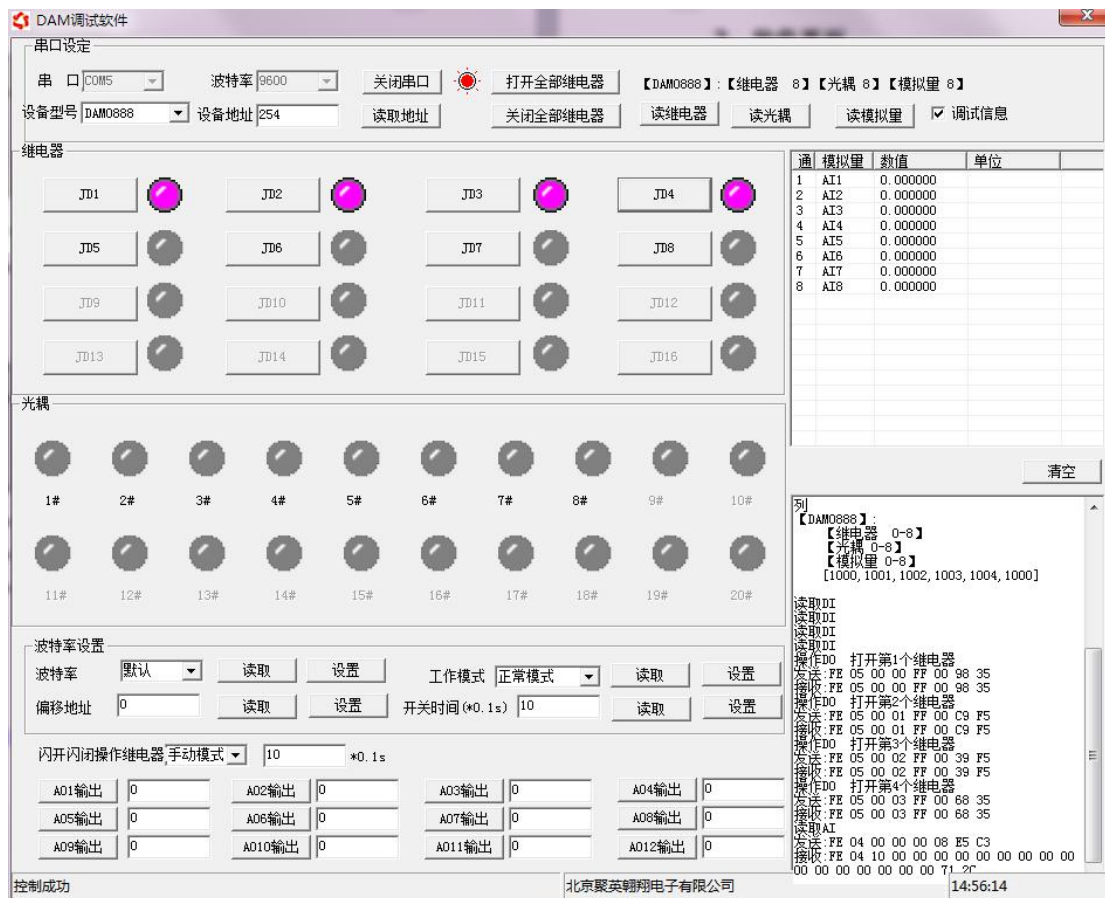 DAM调试软件
串口设定
串 口 COM5 波特率 9600 关闭串口 打开全部继电器 【DAM0888】:【继电器 8】【光耦 8】【模拟量 8】
设备型号 DAM0888 设备地址 254 读取地址 关闭全部继电器 读继电器 读光耦 读模拟量 调试信息
继电器
JD1 JD2 JD3 JD4
JD5 JD6 JD7 JD8
JD9 JD10 JD11 JD12
JD13 JD14 JD15 JD16
通 模拟量 数值 单位
1 AI1 0.000000
2 AI2 0.000000
3 AI3 0.000000
4 AI4 0.000000
5 AI5 0.000000
6 AI6 0.000000
7 AI7 0.000000
8 AI8 0.000000
光耦
1# 2# 3# 4# 5# 6# 7# 8# 9# 10#
11# 12# 13# 14# 15# 16# 17# 18# 19# 20#
清空
列
【DAM0888】:
【继电器 0-8】
【光耦 0-8】
【模拟量 0-8】
[1000,1001,1002,1003,1004,1000]
读取DI
读取DI
读取DI
读取DI
操作DO 打开第1个继电器
发送:FE 05 00 00 FF 00 98 35
接收:FE 05 00 00 FF 00 98 35
操作DO 打开第2个继电器
发送:FE 05 00 01 FF 00 C9 F5
接收:FE 05 00 01 FF 00 C9 F5
操作DO 打开第3个继电器
发送:FE 05 00 02 FF 00 39 F5
接收:FE 05 00 02 FF 00 39 F5
操作DO 打开第4个继电器
发送:FE 05 00 03 FF 00 68 35
接收:FE 05 00 03 FF 00 68 35
读取AI
发送:FE 04 00 00 00 08 E5 C3
接收:FE 04 10 00 00 00 00 00 00 00 00 00
00 00 00 00 00 00 00 71 2C
波特率设置
波特率 默认 读取 设置 工作模式 正常模式 读取 设置
偏移地址 0 读取 设置 开关时间(*0.1s) 10 读取 设置
闪开闪闭操作继电器 手动模式 10 *0.1s
AO1输出 0 AO2输出 0 AO3输出 0 AO4输出 0
AO5输出 0 AO6输出 0 AO7输出 0 AO8输出 0
AO9输出 0 AO10输出 0 AO11输出 0 AO12输出 0
控制成功 北京聚英翱翔电子有限公司 14:56:14